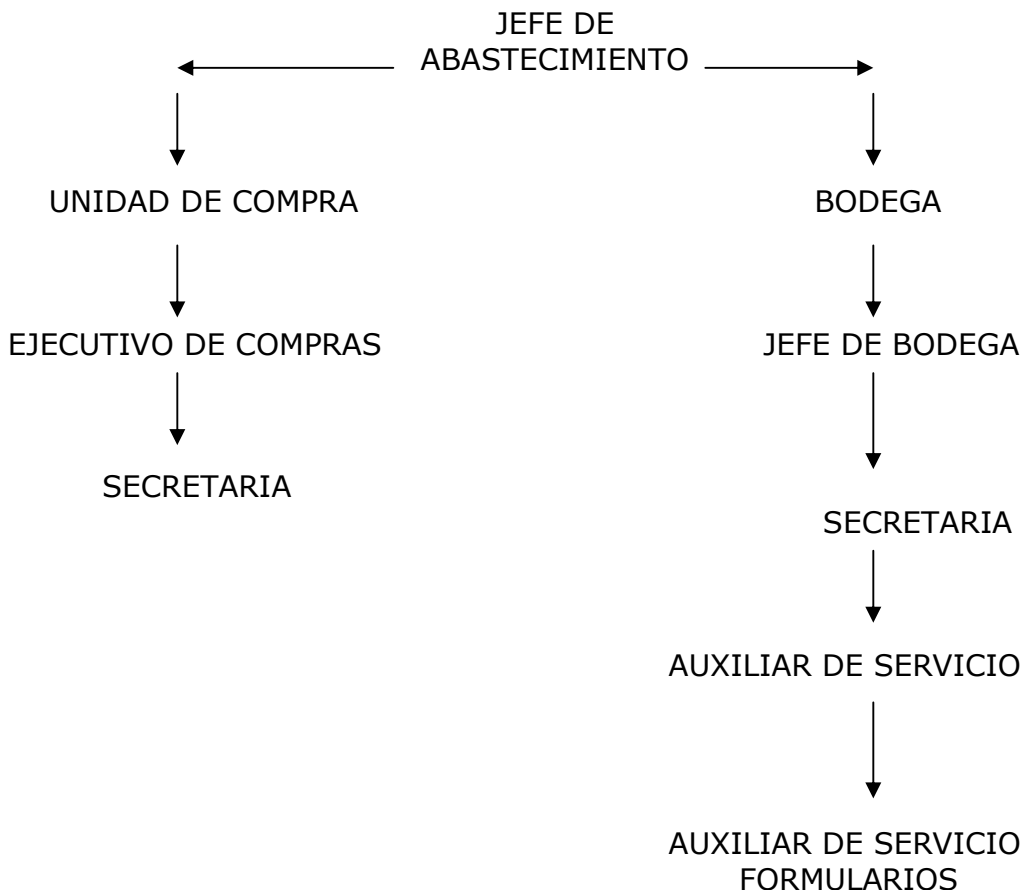 JEFE DE
ABASTECIMIENTO
UNIDAD DE COMPRA
BODEGA
EJECUTIVO DE COMPRAS
JEFE DE BODEGA
SECRETARIA
SECRETARIA
AUXILIAR DE SERVICIO
AUXILIAR DE SERVICIO
FORMULARIOS